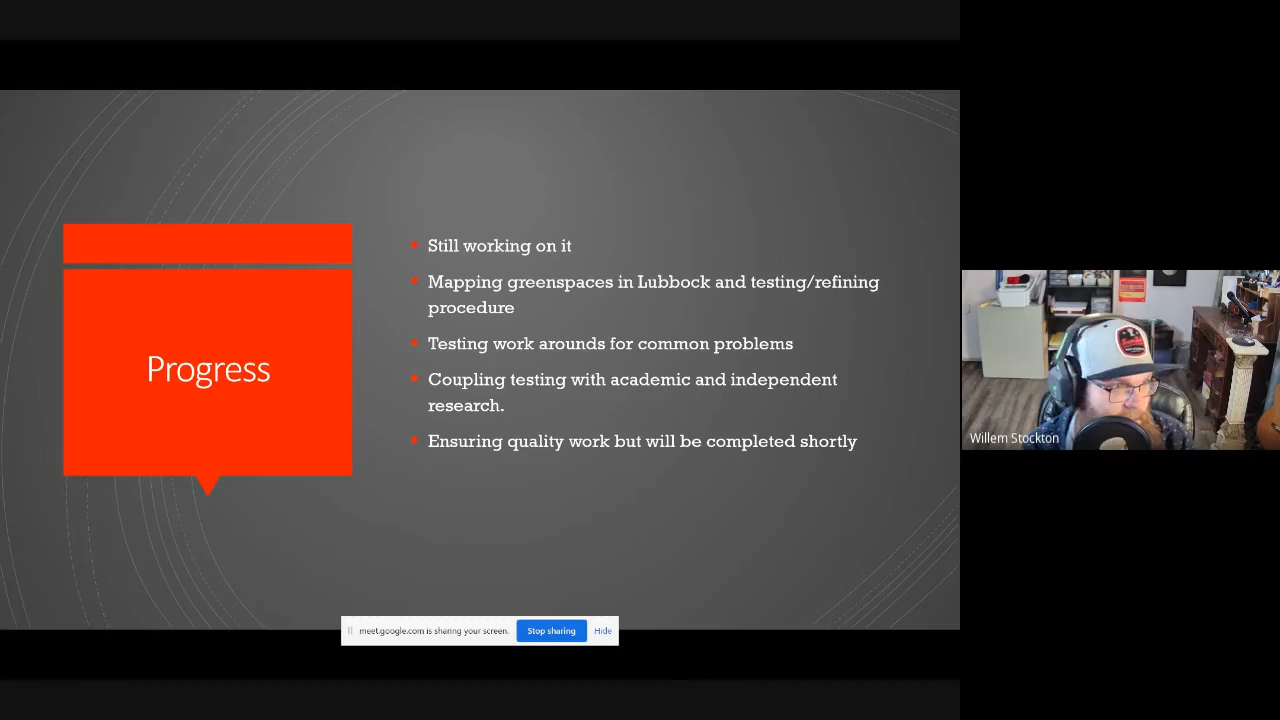 Still working on it
Mapping greenspaces in Lubbock and testing/refining
procedure
Testing work arounds for common problems
Progress
Coupling testing with academic and independent
research.
Ensuring quality work but will be completed shortly
Willem Stockton
meet.google.com is sharing your screen.
Stop sharing
Hide